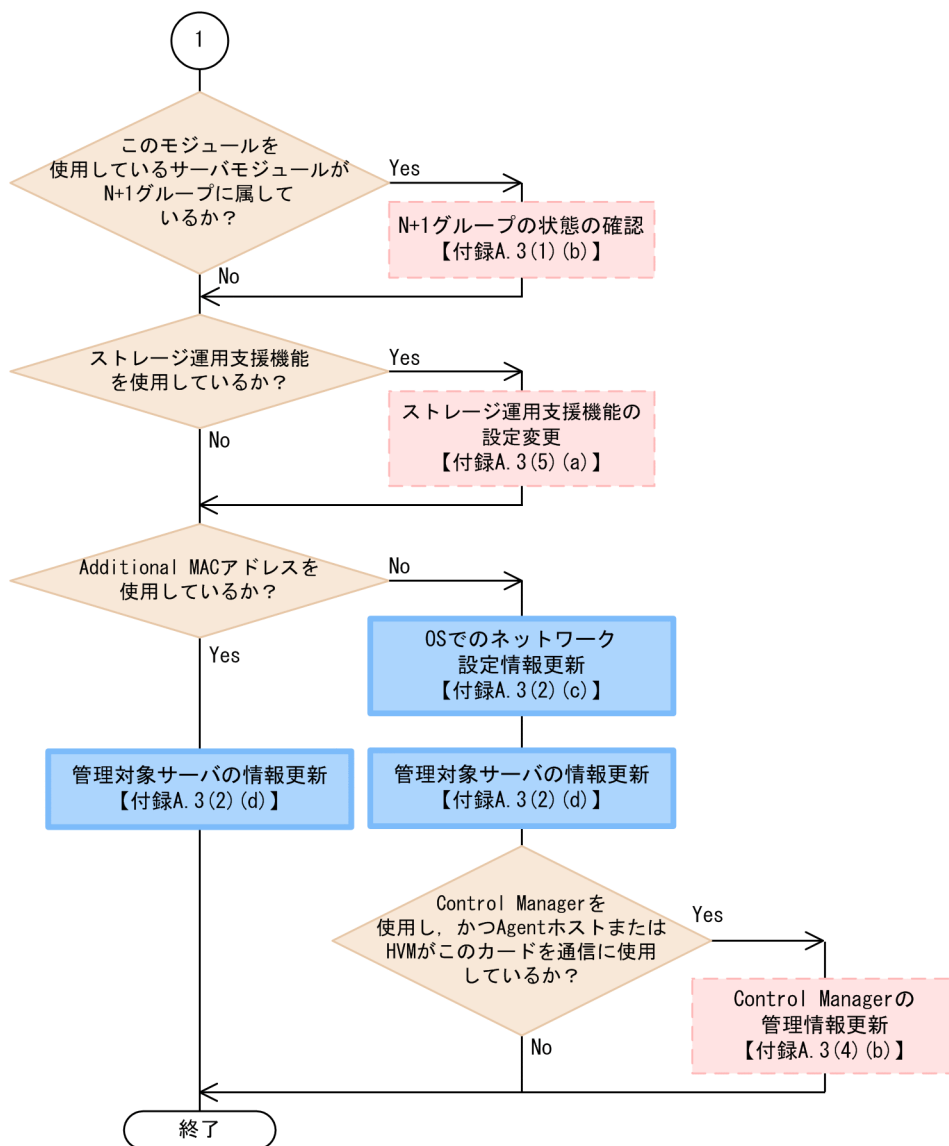 1
このモジュールを
使用しているサーバモジュールが
N+1グループに属して
いるか？
Yes
N+1グループの状態の確認
【付録A.3(1)(b)】
No
ストレージ運用支援機能
を使用しているか？
Yes
ストレージ運用支援機能の
設定変更
【付録A.3(5)(a)】
No
Additional MACアドレスを
使用しているか？
No
OSでのネットワーク
設定情報更新
【付録A.3(2)(c)】
Yes
管理対象サーバの情報更新
【付録A.3(2)(d)】
管理対象サーバの情報更新
【付録A.3(2)(d)】
Control Managerを
使用し，かつAgentホストまたは
HVMがこのカードを通信に使用
しているか？
Yes
Control Managerの
管理情報更新
【付録A.3(4)(b)】
No
終了